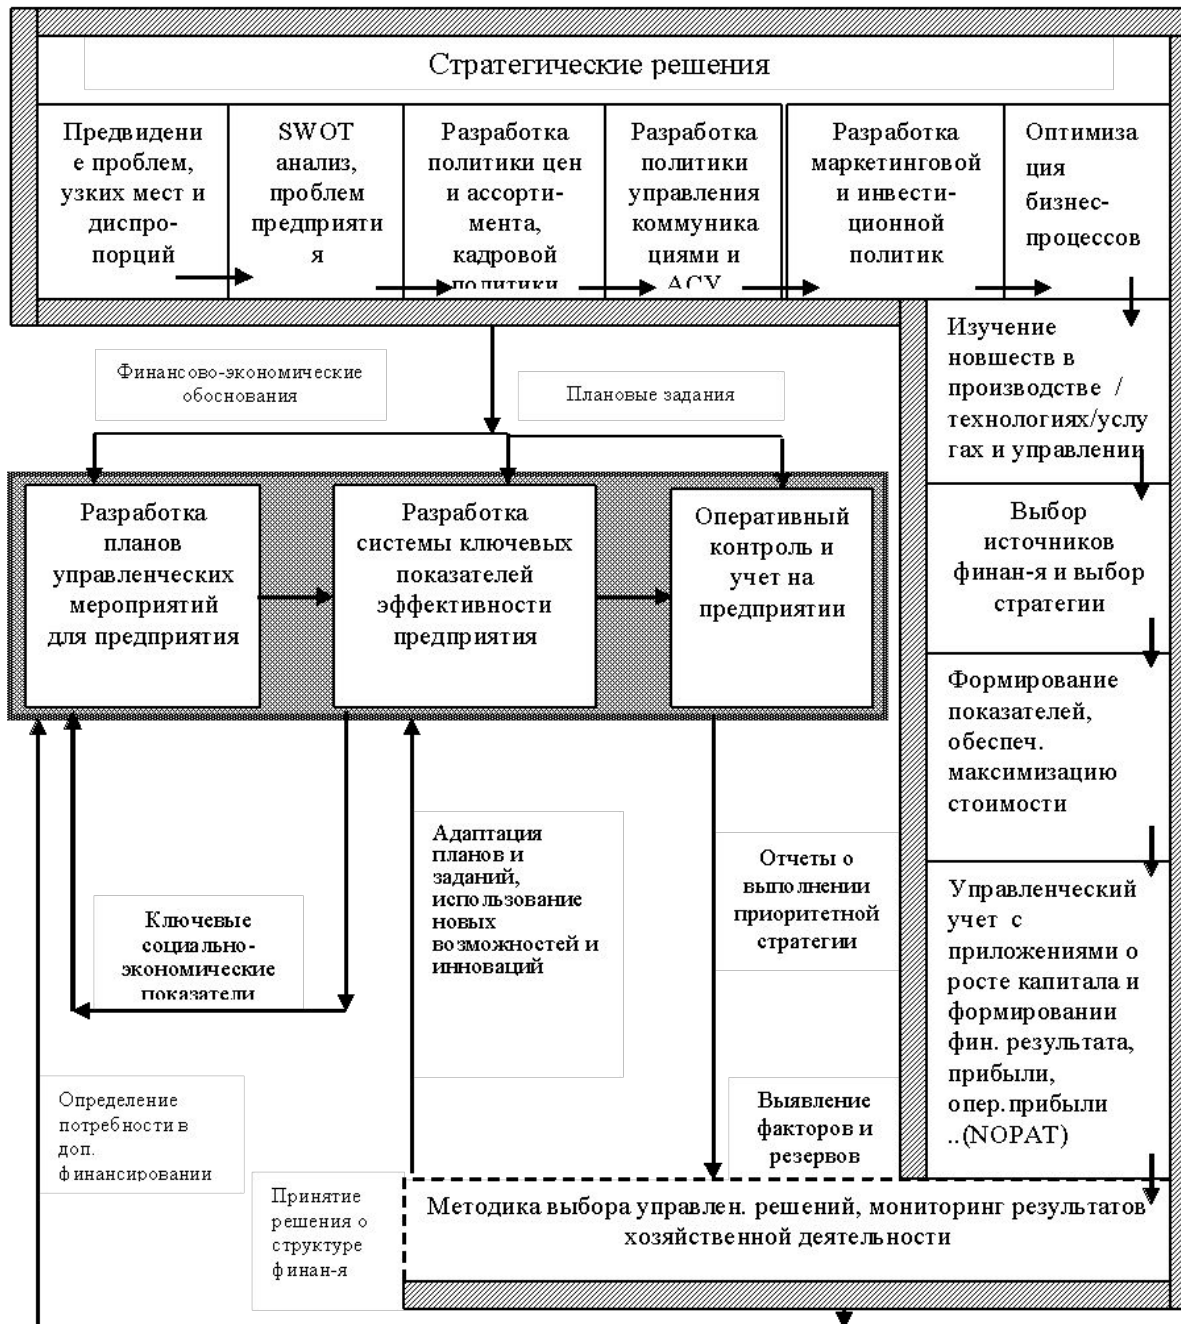 Стратегические решения
Предвидени
е проблем,
узких мест и
диспро-
порций
SWOT
анализ,
проблем
предприяти
я
Разработка
политики цен
и ассорти-
мента,
кадровой
политики
Разработка
политики
управления
коммуника
циями и
АСУ
Разработка
маркетинговой
и инвести-
ционной
политик
Оптимиза
ция
бизнес-
процессов
Изучение
новшеств в
производстве /
технологиях/услу
гах и управлении
Финансово-экономические
обоснования
Плановые задания
Разработка
планов
управленческих
мероприятий
для предприятия
Разработка
системы ключевых
показателей
эффективности
предприятия
Оперативный
контроль и
учет на
предприятии
Выбор
источников
финан-я и выбор
стратегии
Формирование
показателей,
обеспеч.
максимизацию
стоимости
Адаптация
планов и
заданий,
использование
новых
возможностей и
инноваций
Отчеты о
выполнении
приоритетной
стратегии
Ключевые
социально-
экономические
показатели
Управленческий
учет с
приложениями о
росте капитала и
формировании
фин. результата,
прибыли,
опер.прибыли
..(NOPAT)
Определение
потребности в
доп.
финансировании
Выявление
факторов и
резервов
Принятие
решения о
структуре
финан-я
Методика выбора управлен. решений, мониторинг результатов
хозяйственной деятельности